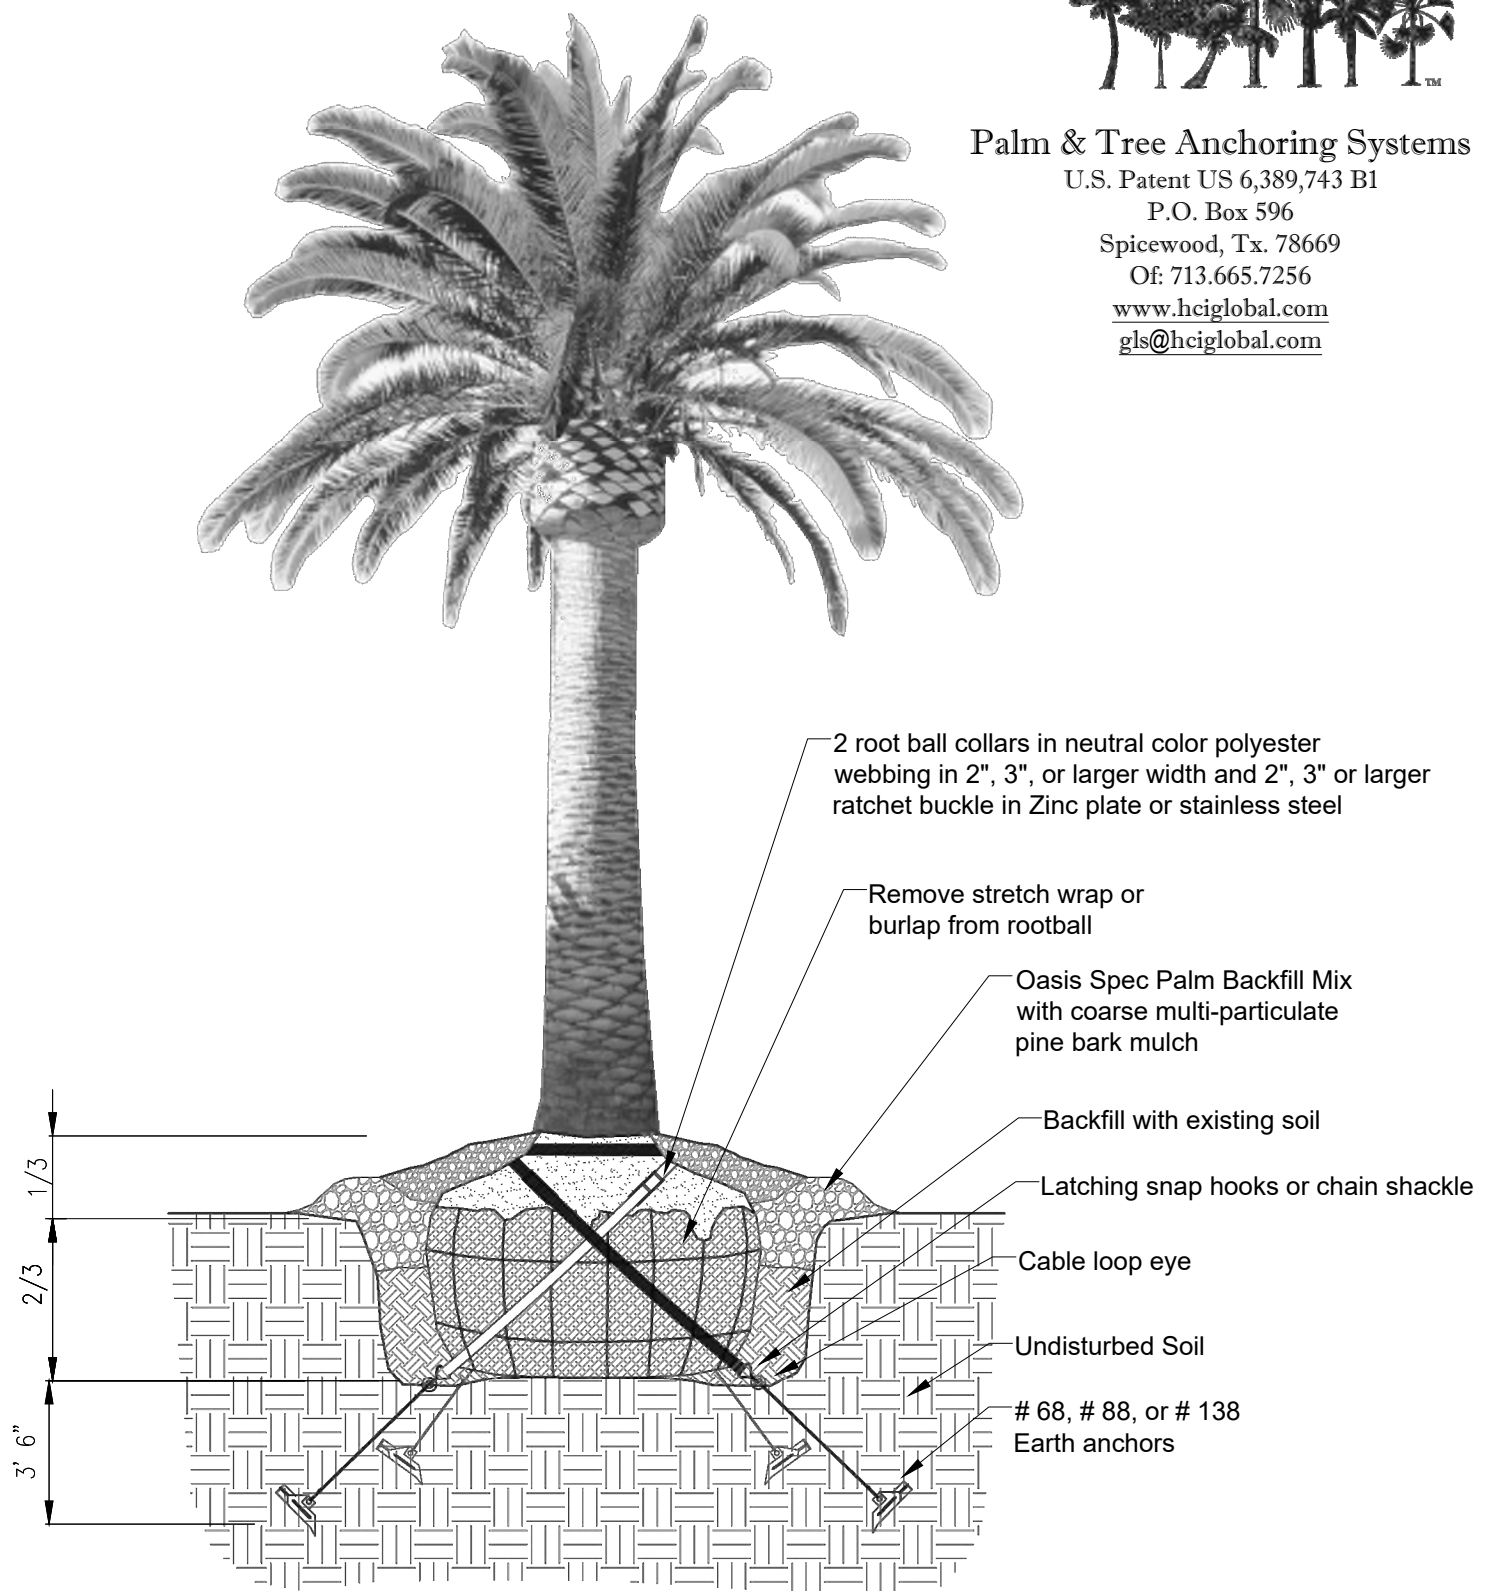 TM
Palm & Tree Anchoring Systems
U.S. Patent US 6,389,743 B1
P.O. Box 596
Spicewood, Tx. 78669
Of: 713.665.7256
www.hciglobal.com
gls@hciglobal.com
2 root ball collars in neutral color polyester
webbing in 2", 3", or larger width and 2", 3" or larger
ratchet buckle in Zinc plate or stainless steel
Remove stretch wrap or
burlap from rootball
Oasis Spec Palm Backfill Mix
with coarse multi-particulate
pine bark mulch
Backfill with existing soil
Latching snap hooks or chain shackle
Cable loop eye
Undisturbed Soil
# 68, # 88, or # 138
Earth anchors
1/3
2/3
3' 6"